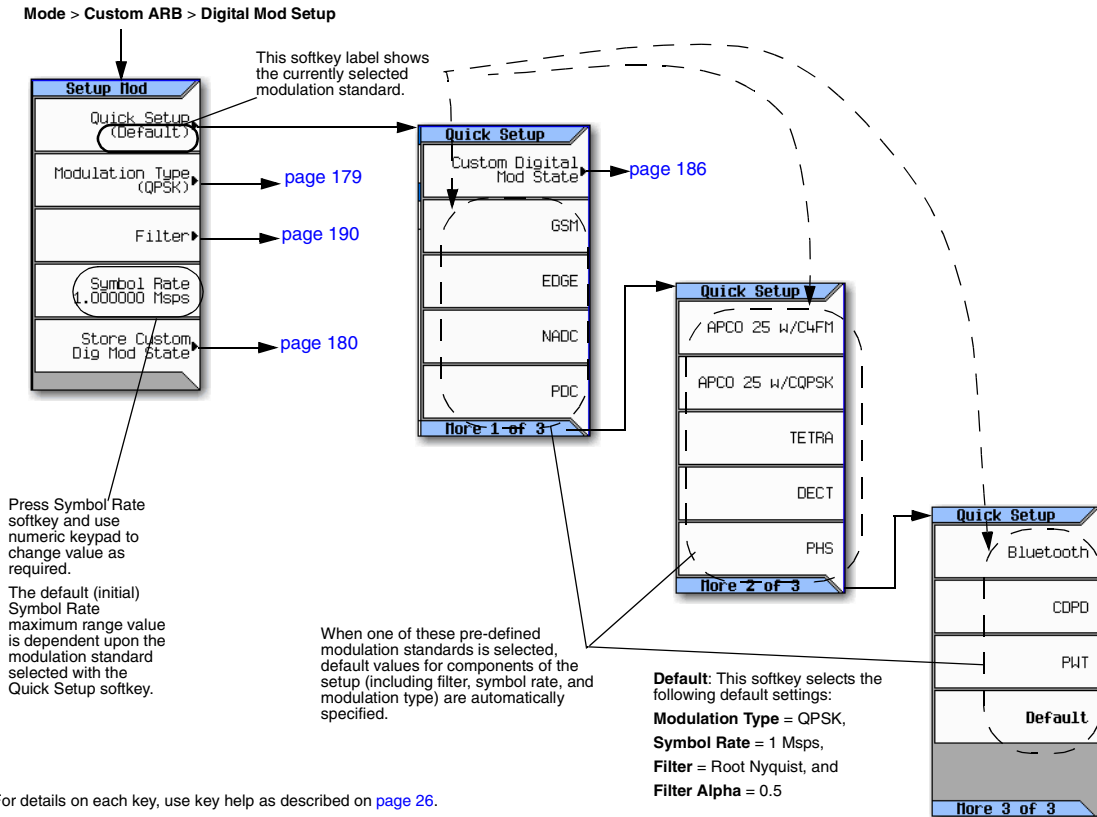 Mode > Custom ARB > Digital Mod Setup
This softkey label shows
the currently selected
modulation standard.
Setup Mod
Quick Setup
(Default)
Modulation Type
(QPSK)
Filter
Symbol Rate
1.000000 Msps
Store Custom
Dig Mod State
page 179
page 190
page 180
Quick Setup
Custom Digital
Mod State
GSM
EDGE
NADC
PDC
More 1 of 3
page 186
Quick Setup
APCO 25 w/C4FM
APCO 25 w/CQPSK
TETRA
DECT
PHS
More 2 of 3
Quick Setup
Bluetooth
CDPD
PWT
Default
More 3 of 3
Press Symbol Rate
softkey and use
numeric keypad to
change value as
required.
The default (initial)
Symbol Rate
maximum range value
is dependent upon the
modulation standard
selected with the
Quick Setup softkey.
When one of these pre-defined
modulation standards is selected,
default values for components of the
setup (including filter, symbol rate, and
modulation type) are automatically
specified.
Default: This softkey selects the
following default settings:
Modulation Type = QPSK,
Symbol Rate = 1 Msps,
Filter = Root Nyquist, and
Filter Alpha = 0.5
or details on each key, use key help as described on page 26.